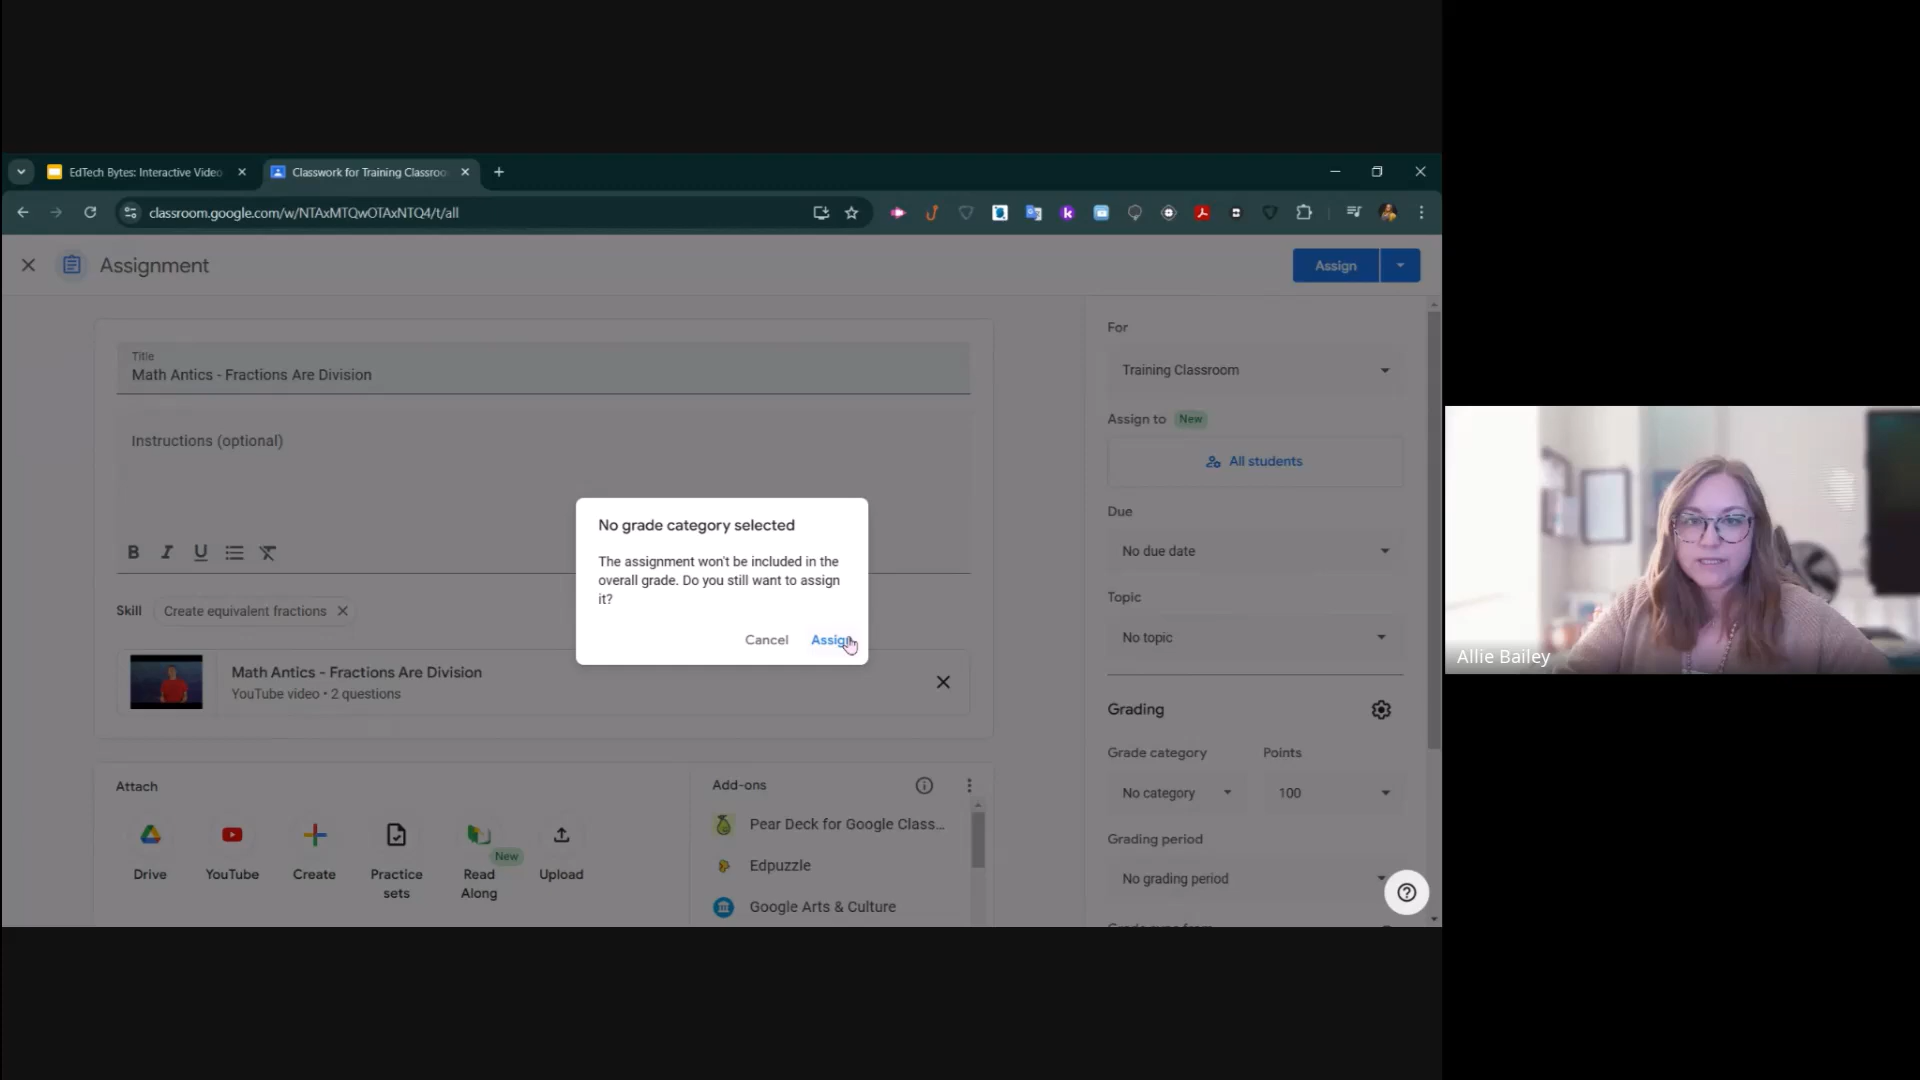 EdTech Bytes: Interactive Video
Classwork for Training Classroo
classroom.google.com/w/NTAxMTQwOTAxNTQ4/t/all
Assignment
Assign
Title
Math Antics - Fractions Are Division
Instructions (optional)
B I U
Skill
Create equivalent fractions
Math Antics - Fractions Are Division
YouTube video • 2 questions
Attach
Drive
YouTube
Create
Practice sets
New
Read Along
Upload
Add-ons
Pear Deck for Google Class...
Edpuzzle
Google Arts & Culture
No grade category selected
The assignment won't be included in the
overall grade. Do you still want to assign
it?
Cancel
Assign
For
Training Classroom
Assign to
New
All students
Due
No due date
Topic
No topic
Grading
Grade category
Points
No category
100
Grading period
No grading period
Allie Bailey